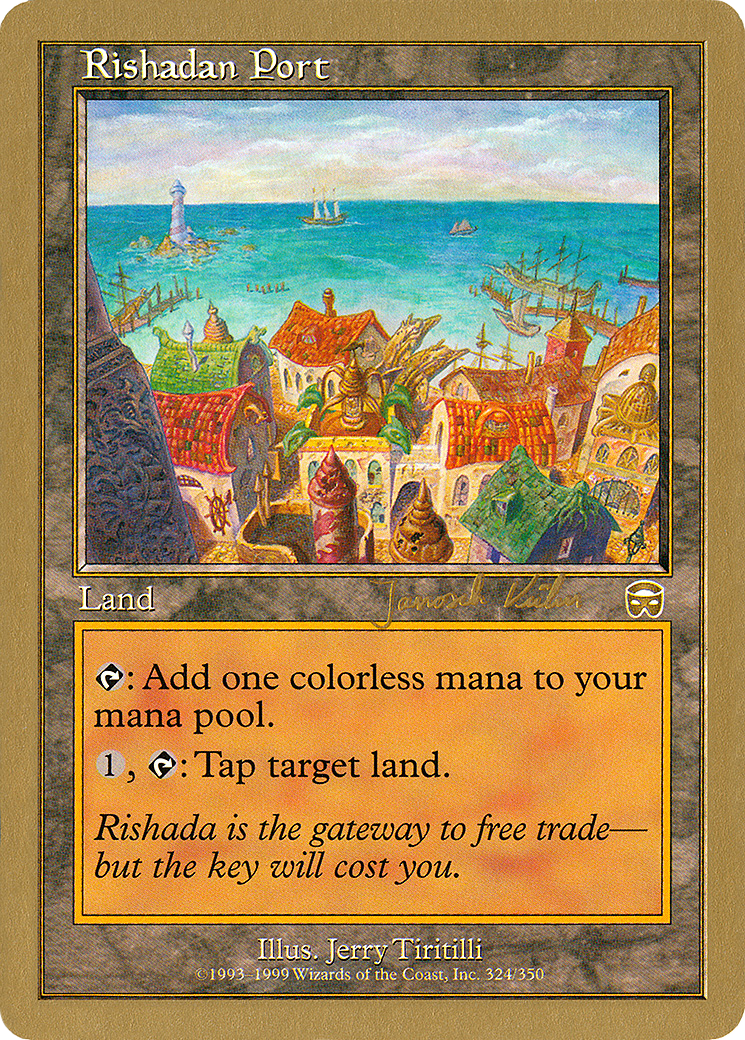 Rishadan Port
Land
Janosch Kühn
: Add one colorless mana to your
mana pool.
1, : Tap target land.
Rishada is the gateway to free trade—
but the key will cost you.
Illus. Jerry Tiritilli
©1993–1999 Wizards of the Coast, Inc. 324/350